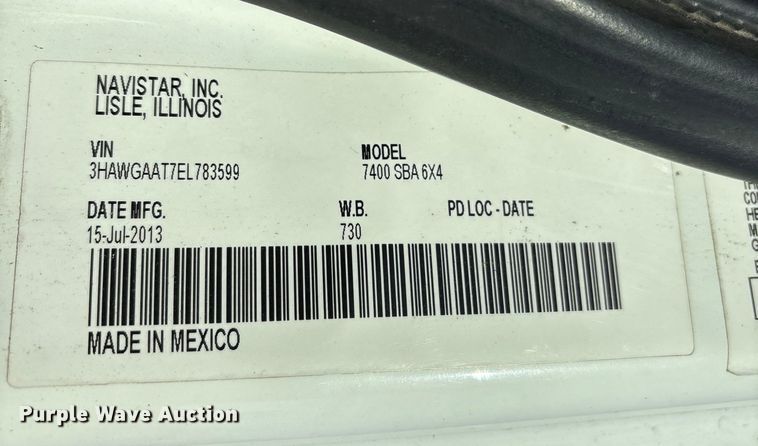 NAVISTAR, INC.
LISLE, ILLINOIS
VIN
MODEL
3HAWGAAT7EL783599
7400 SBA 6X4
DATE MFG.
W.B.
PD LOC - DATE
15-Jul-2013
730
MADE IN MEXICO
Purple Wave Auction